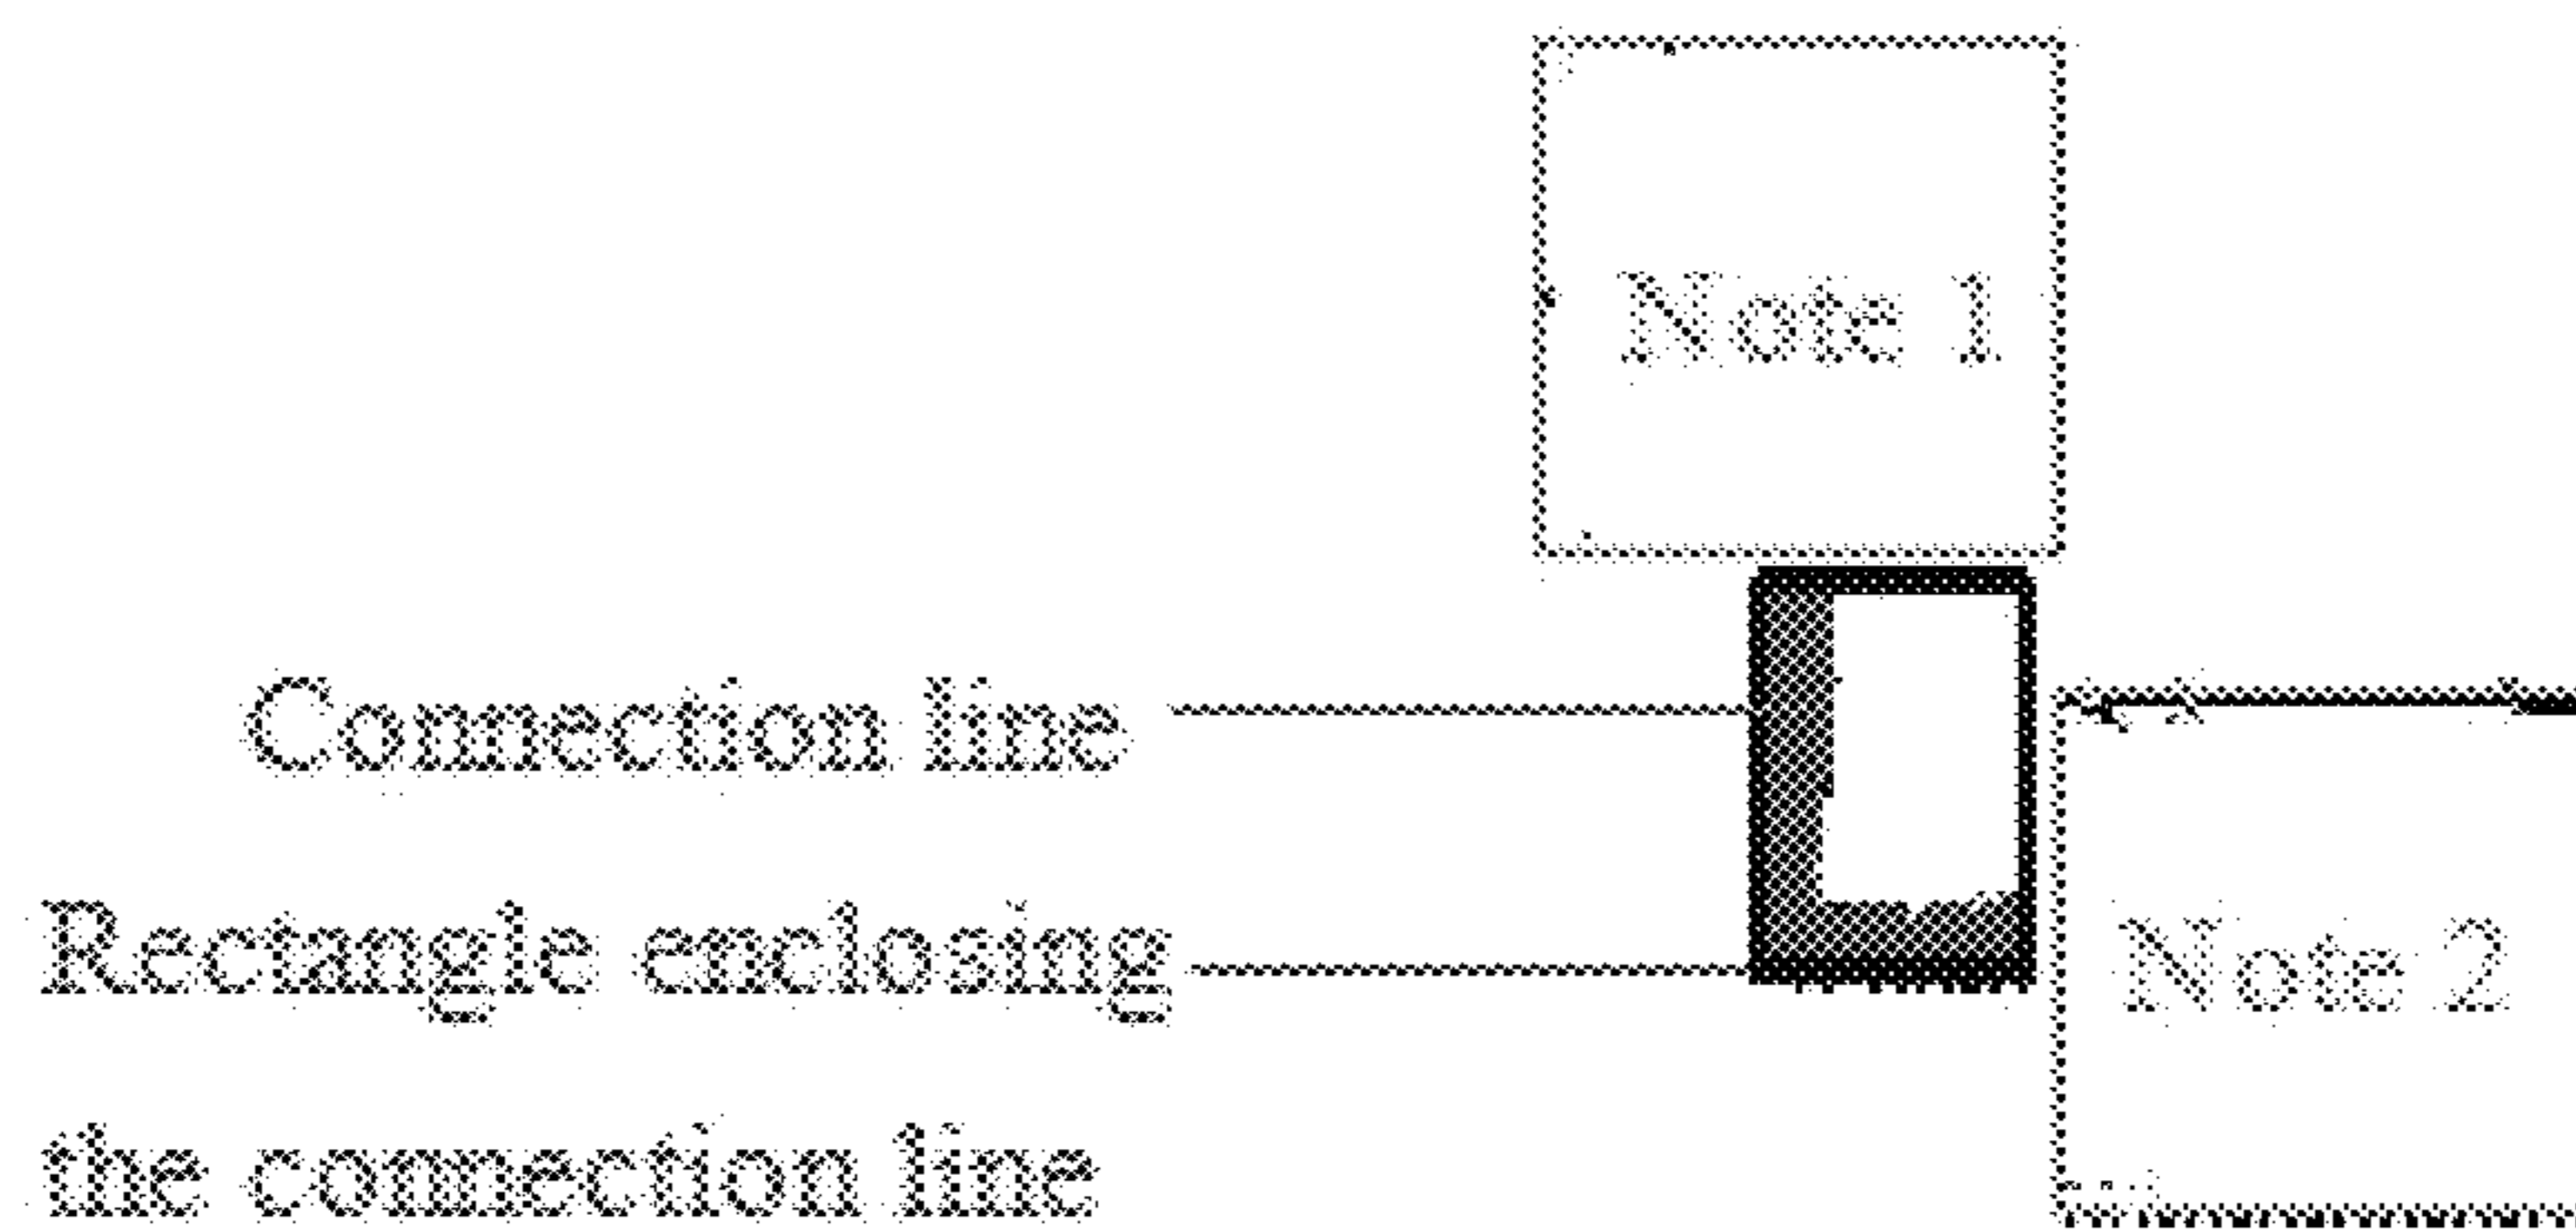 Note 1
Connection line
Rectangle enclosing
the connection line
Note 2